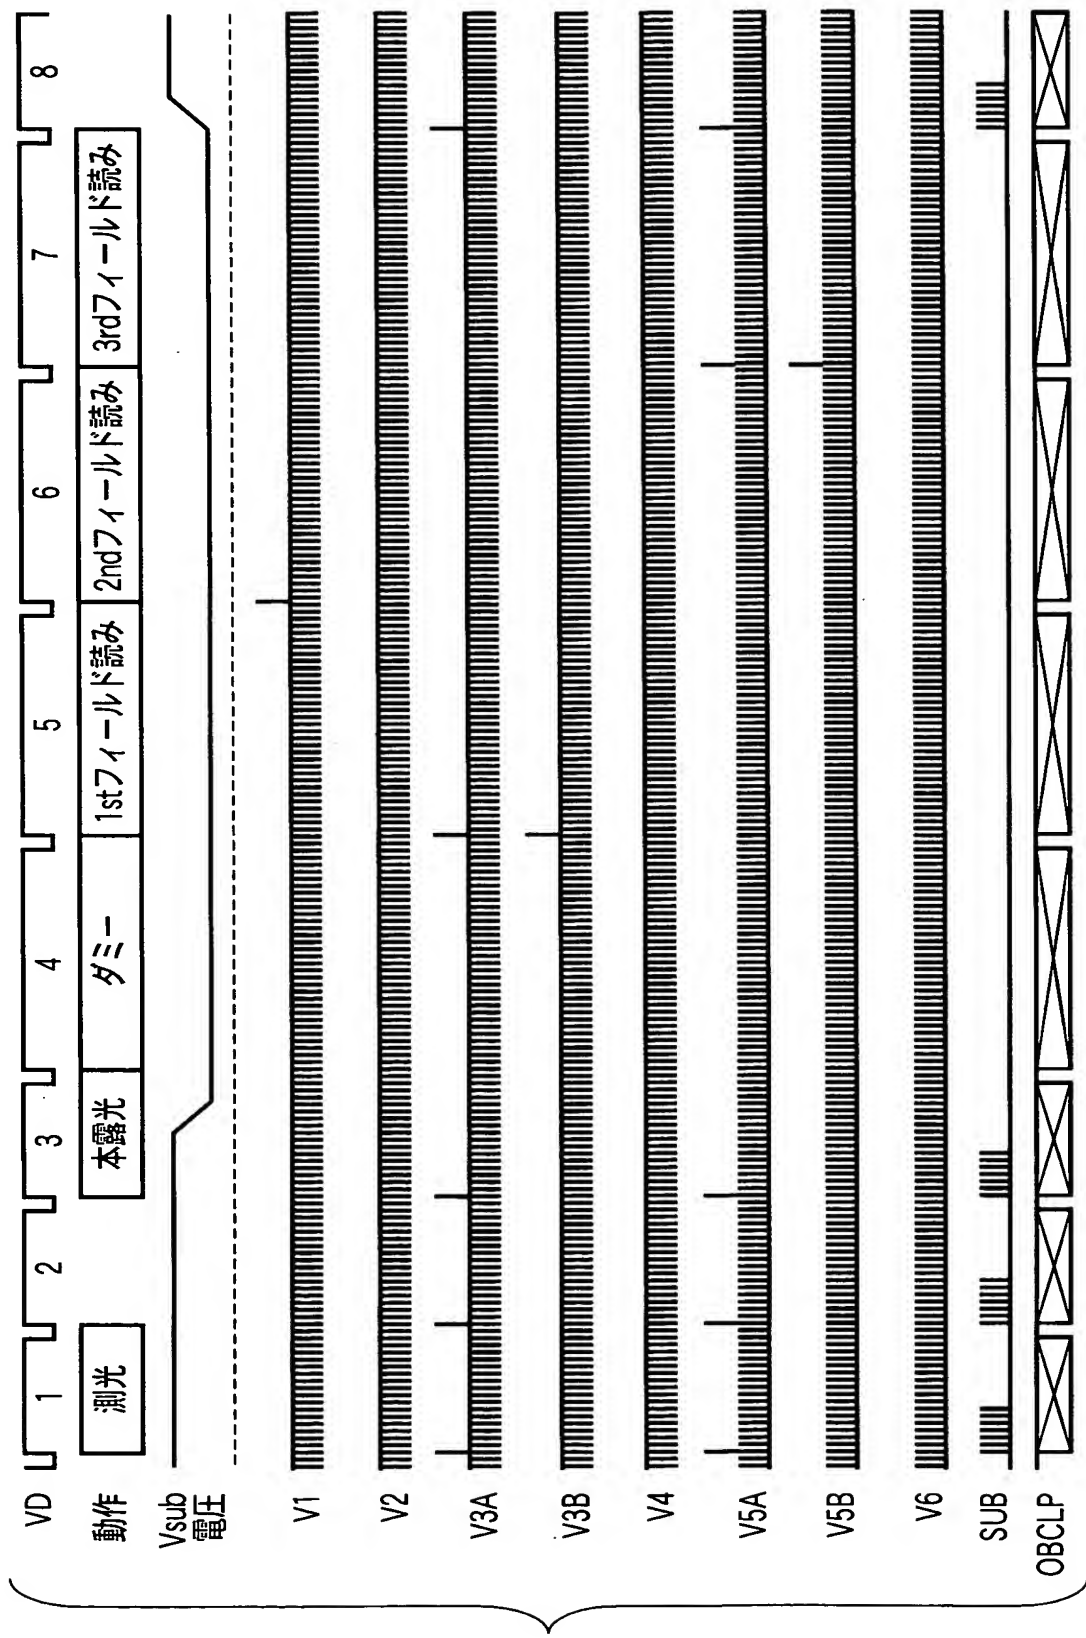 VD 1 2 3 4 5 6 7 8
動作 測光 本露光 ダミー 1stフィールド読み 2ndフィールド読み 3rdフィールド読み
Vsub
電圧
V1
V2
V3A
V3B
V4
V5A
V5B
V6
SUB
OBCLP